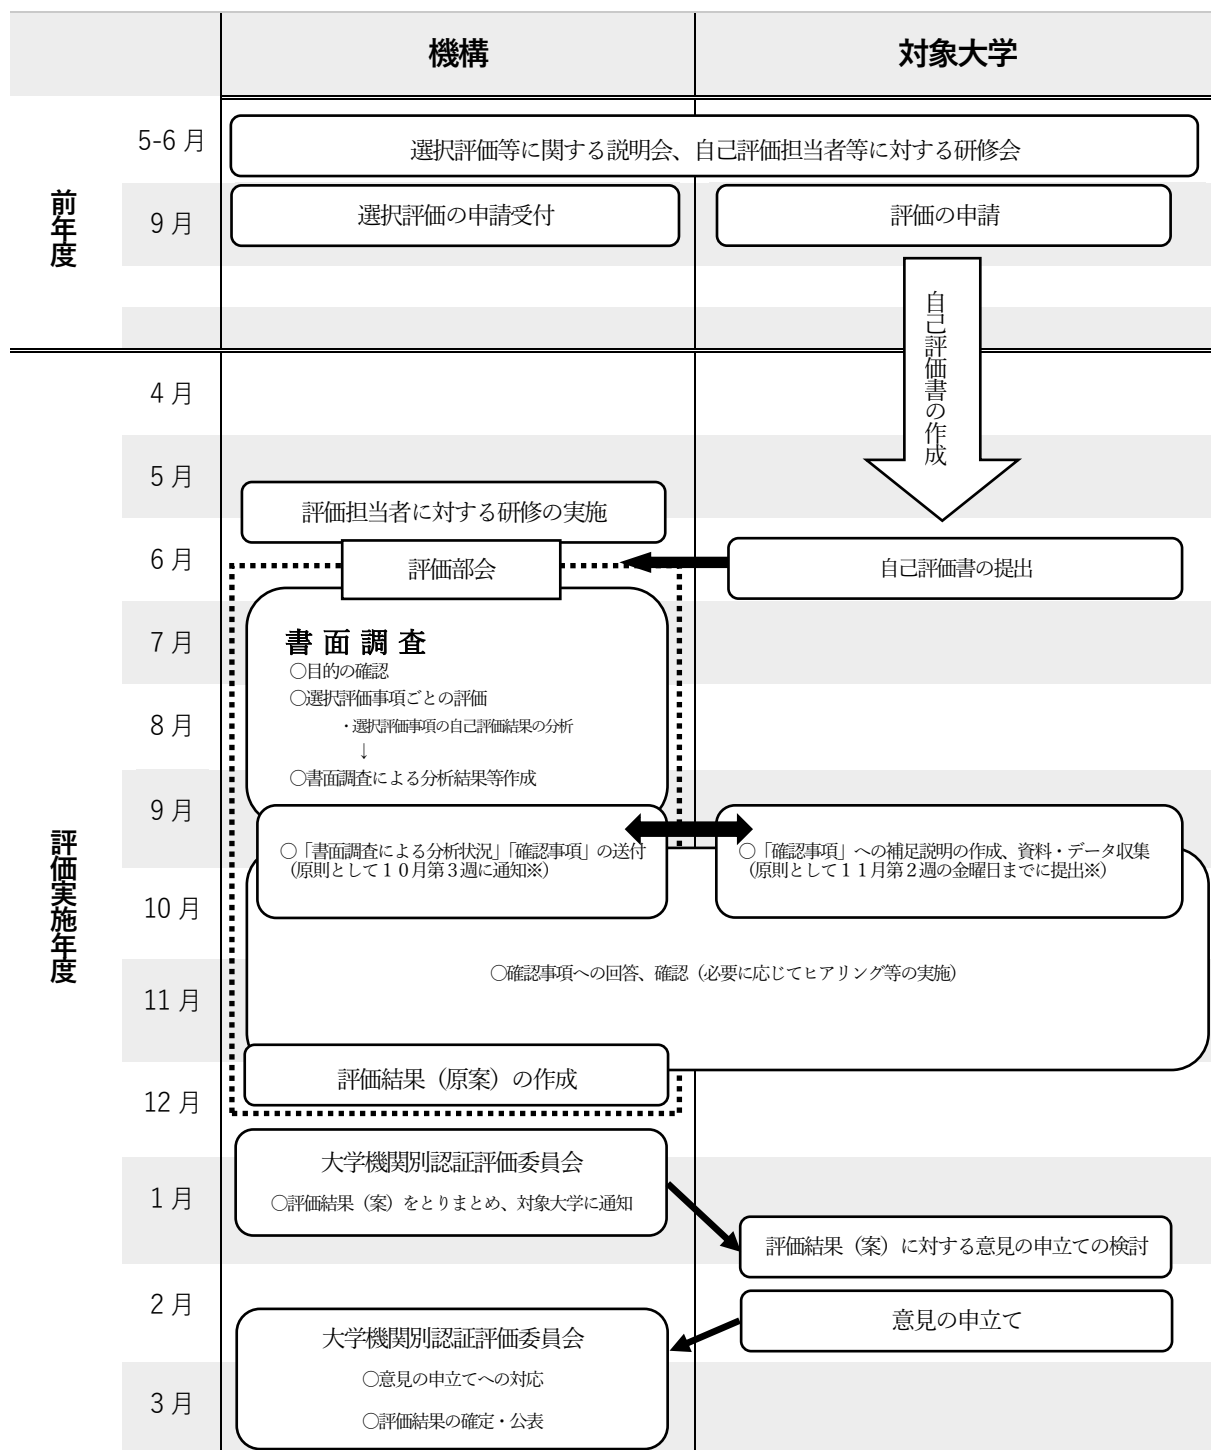 機構
対象大学
前年度
5-6 月
選択評価等に関する説明会、自己評価担当者等に対する研修会
9 月
選択評価の申請受付
評価の申請
自己評価書の作成
評価実施年度
4 月
5 月
評価担当者に対する研修の実施
6 月
評価部会
自己評価書の提出
7 月
書面調査
○目的の確認
○選択評価事項ごとの評価
8 月
・選択評価事項の自己評価結果の分析
↓
○書面調査による分析結果等作成
9 月
○「書面調査による分析状況」「確認事項」の送付
（原則として１０月第３週に通知※）
○「確認事項」への補足説明の作成、資料・データ収集
（原則として１１月第２週の金曜日までに提出※）
10 月
○確認事項への回答、確認（必要に応じてヒアリング等の実施）
11 月
評価結果（原案）の作成
12 月
大学機関別認証評価委員会
○評価結果（案）をとりまとめ、対象大学に通知
1 月
評価結果（案）に対する意見の申立ての検討
2 月
意見の申立て
大学機関別認証評価委員会
○意見の申立てへの対応
3 月
○評価結果の確定・公表